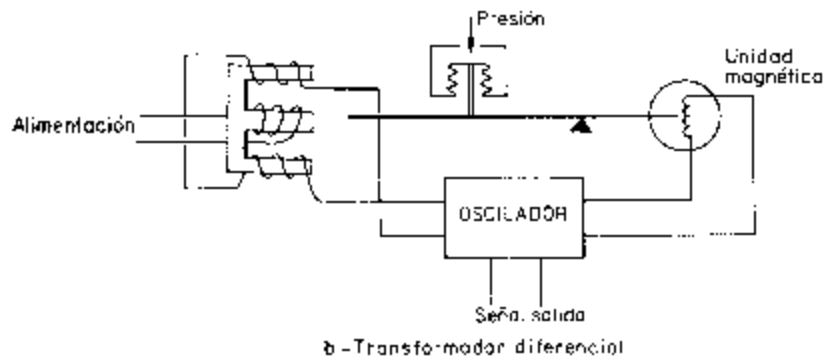 Presión
Unidad
magnética
Alimentación
OSCILADOR
Señal salida
b-Transformador diferencial